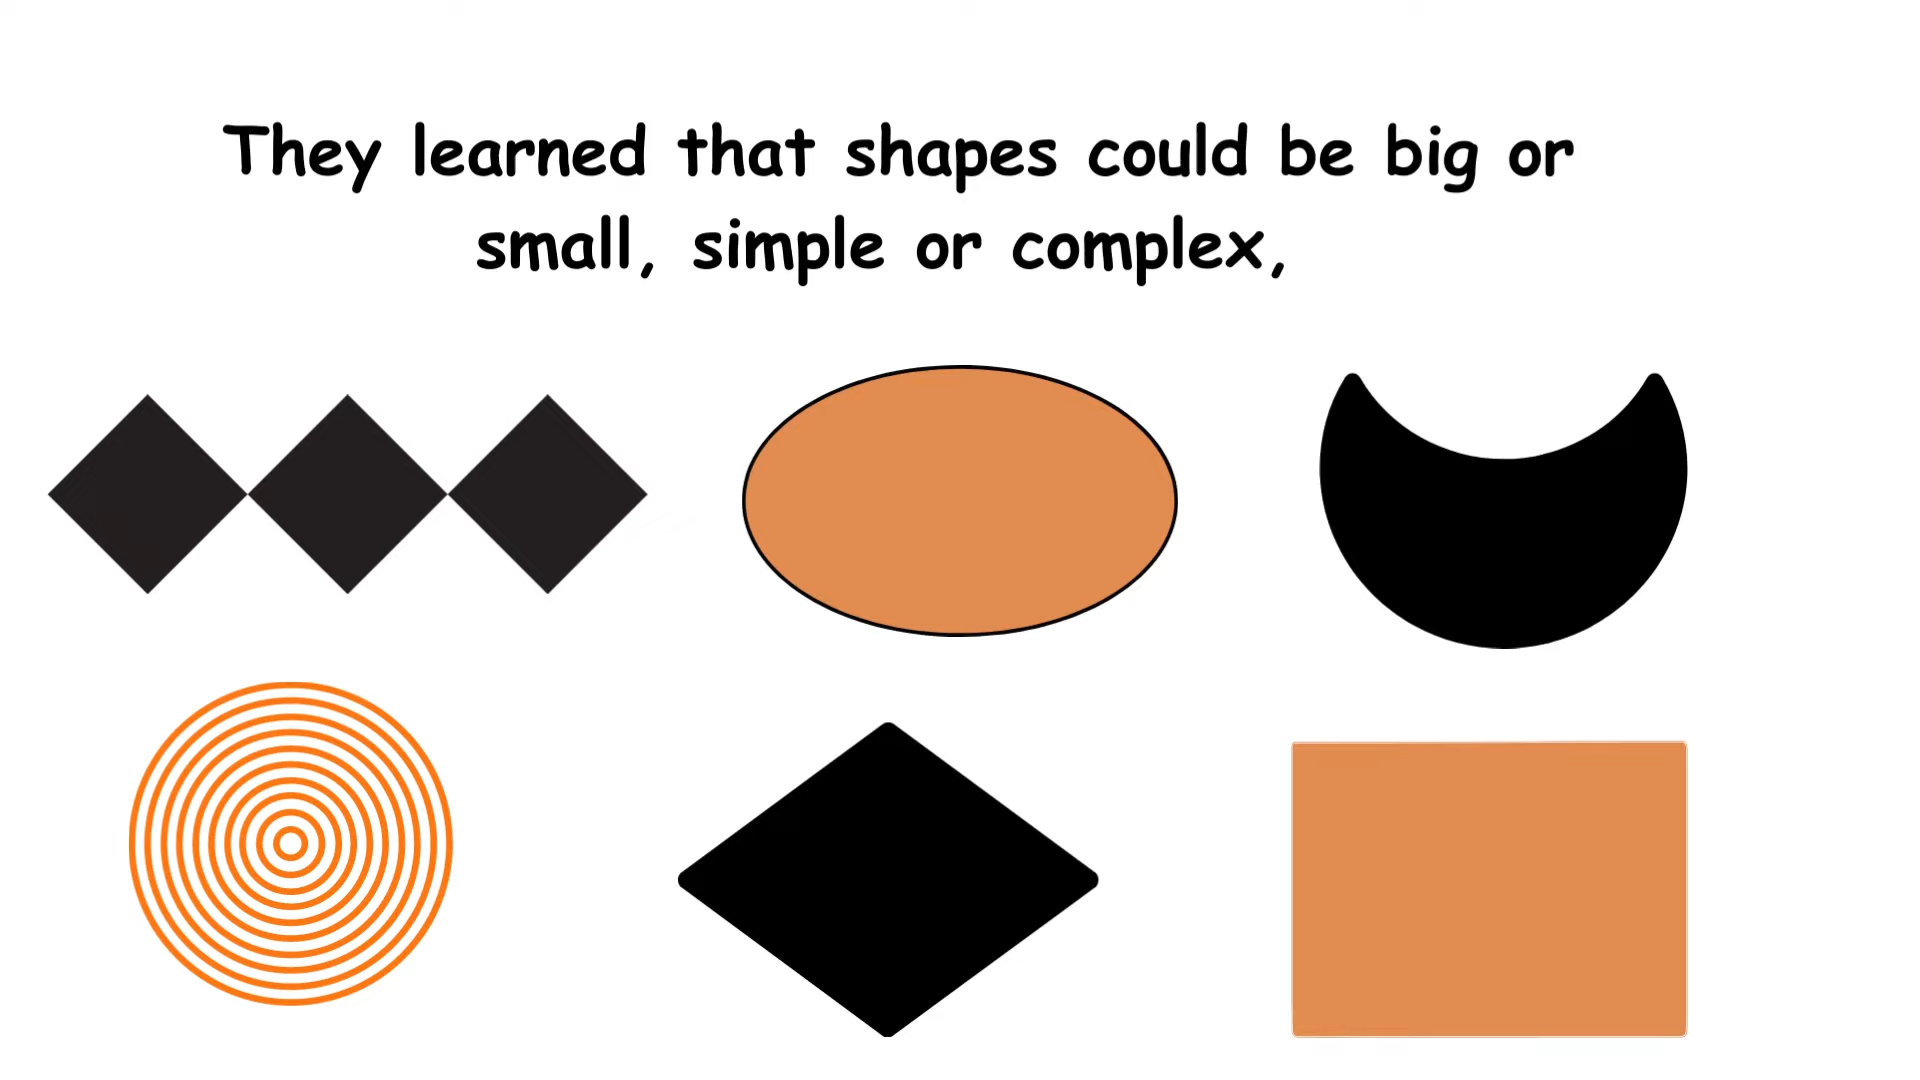 They learned that shapes could be big or
small, simple or complex,